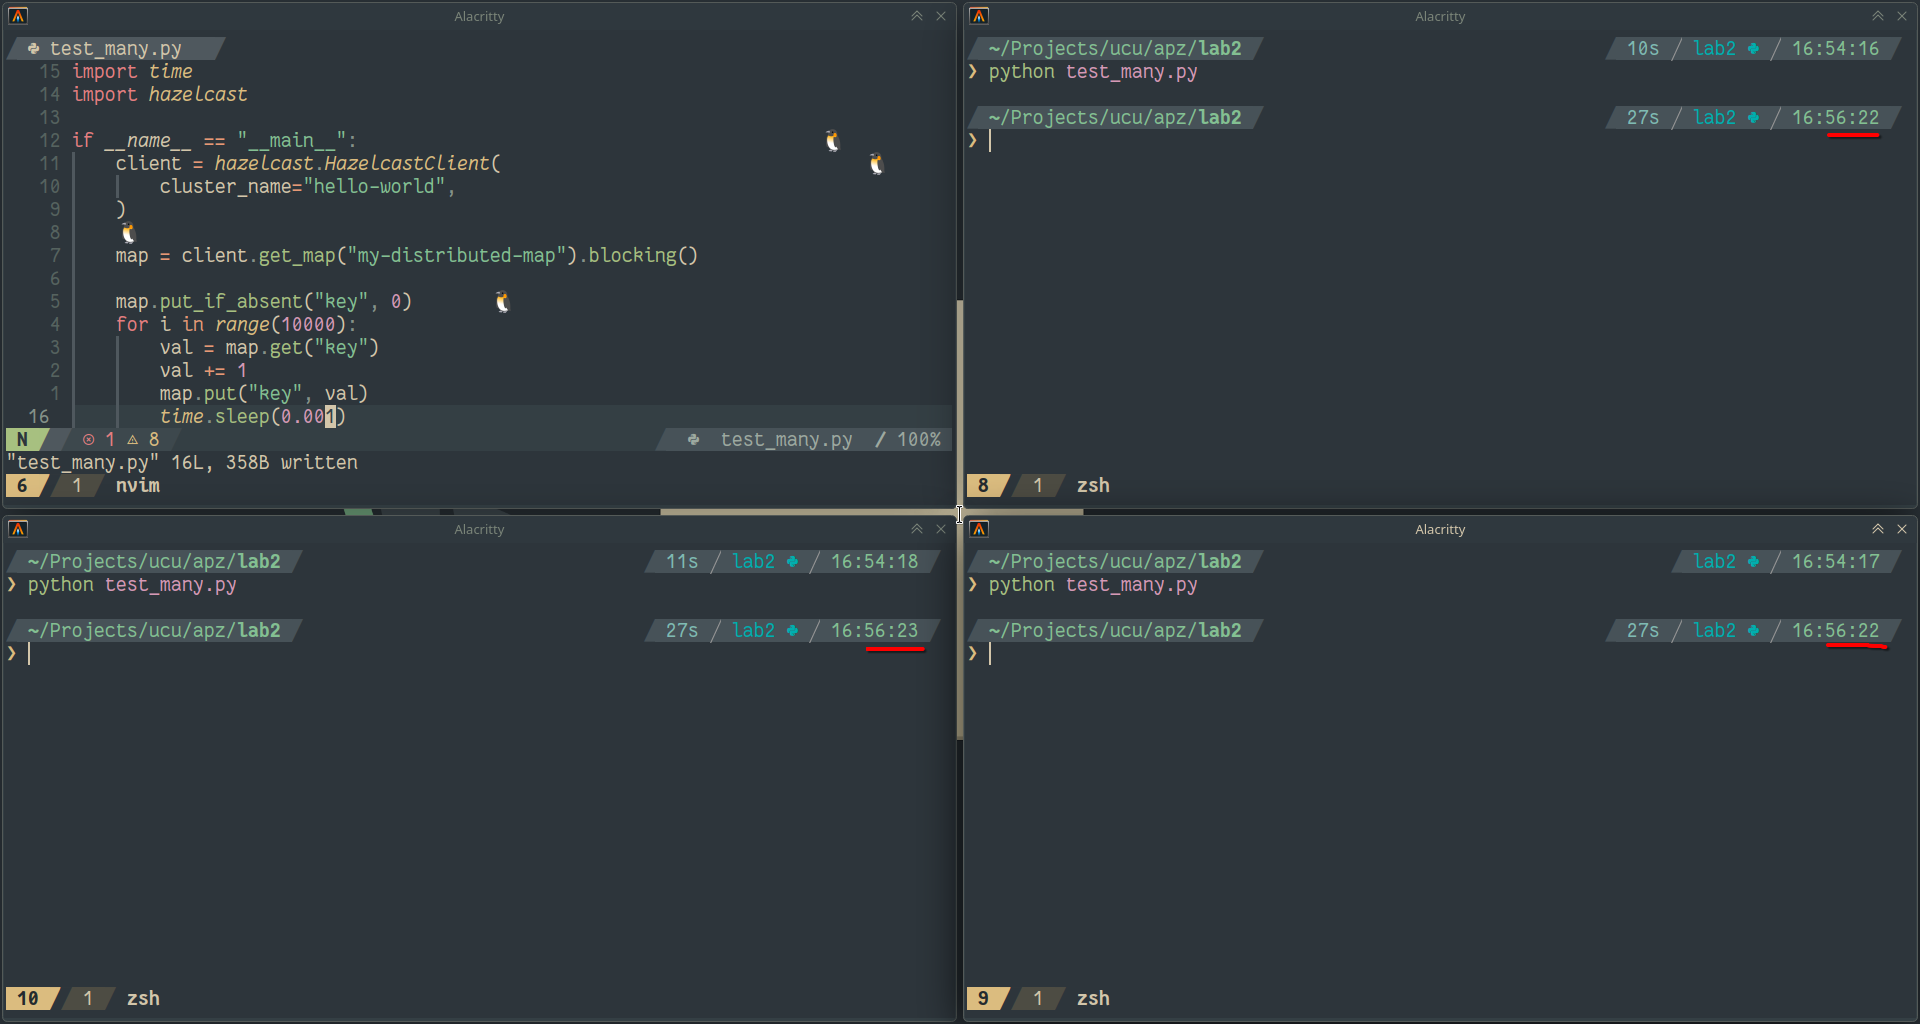 Alacritty
test_many.py
15 import time
14 import hazelcast
13
12 if __name__ == "__main__":
11     client = hazelcast.HazelcastClient(
10         cluster_name="hello-world",
9     )
8
7     map = client.get_map("my-distributed-map").blocking()
6
5     map.put_if_absent("key", 0)
4     for i in range(10000):
3         val = map.get("key")
2         val += 1
1         map.put("key", val)
16         time.sleep(0.001)
N ⊗ 1 ⚠ 8 test_many.py / 100%
"test_many.py" 16L, 358B written
6 1 nvim
Alacritty
~/Projects/ucu/apz/lab2 10s / lab2 / 16:54:16
❯ python test_many.py
~/Projects/ucu/apz/lab2 27s / lab2 / 16:56:22
❯
8 1 zsh
Alacritty
~/Projects/ucu/apz/lab2 11s / lab2 / 16:54:18
❯ python test_many.py
~/Projects/ucu/apz/lab2 27s / lab2 / 16:56:23
❯
10 1 zsh
Alacritty
~/Projects/ucu/apz/lab2 lab2 / 16:54:17
❯ python test_many.py
~/Projects/ucu/apz/lab2 27s / lab2 / 16:56:22
❯
9 1 zsh